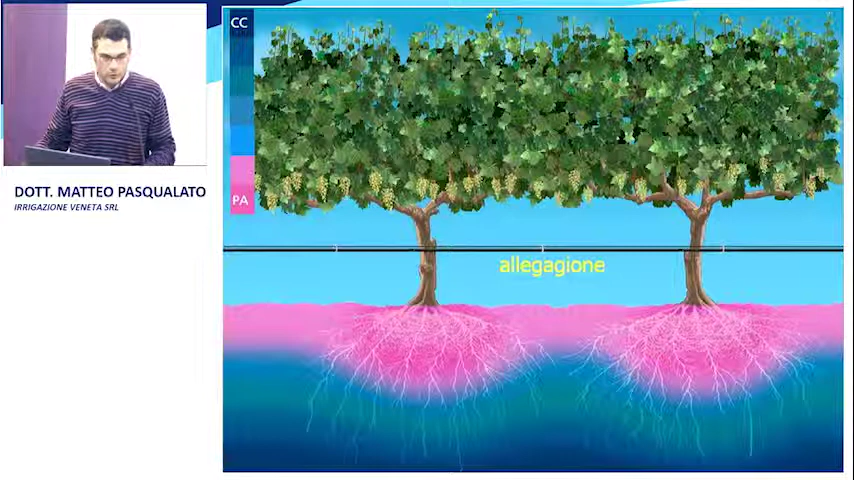 DOTT. MATTEO PASQUALATO
IRRIGAZIONE VENETA SRL
CC
PA
allegagione